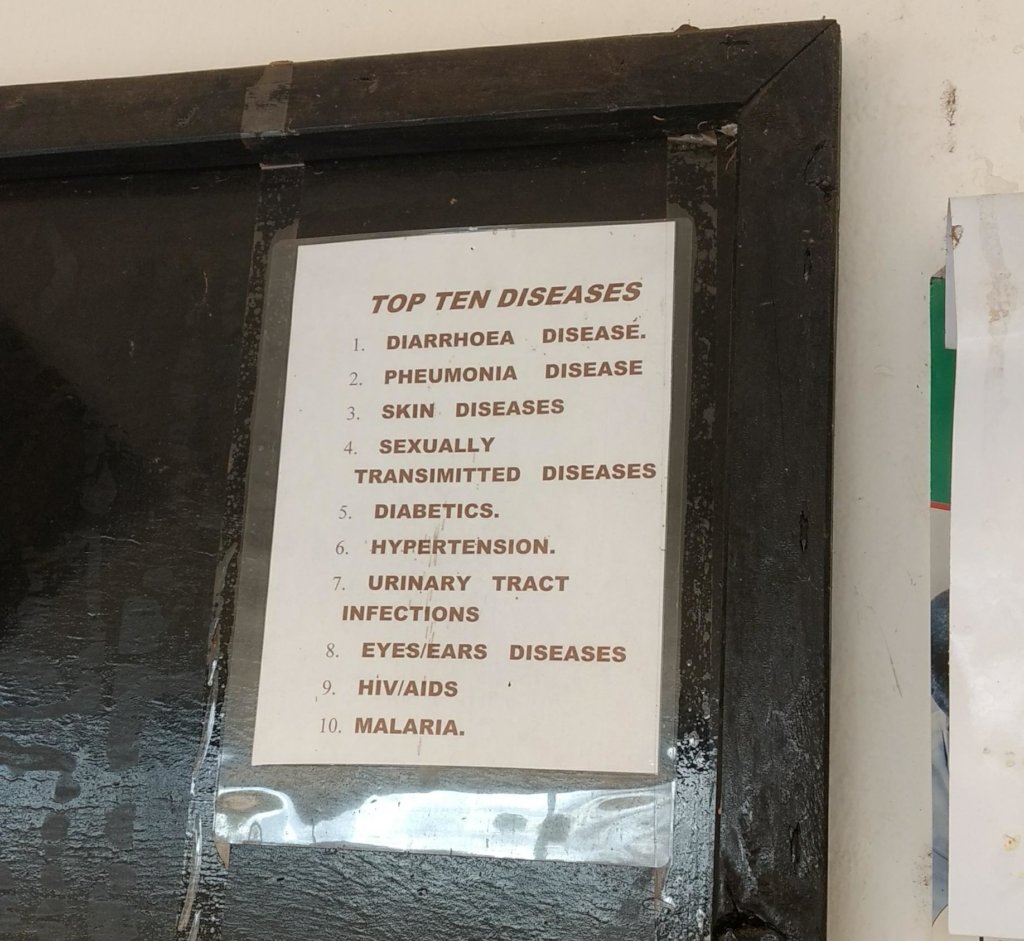 TOP TEN DISEASES
1. DIARRHOEA DISEASE.
2. PHEUMONIA DISEASE
3. SKIN DISEASES
4. SEXUALLY
TRANSIMITTED DISEASES
5. DIABETICS.
6. HYPERTENSION.
7. URINARY TRACT
INFECTIONS
8. EYES/EARS DISEASES
9. HIV/AIDS
10. MALARIA.